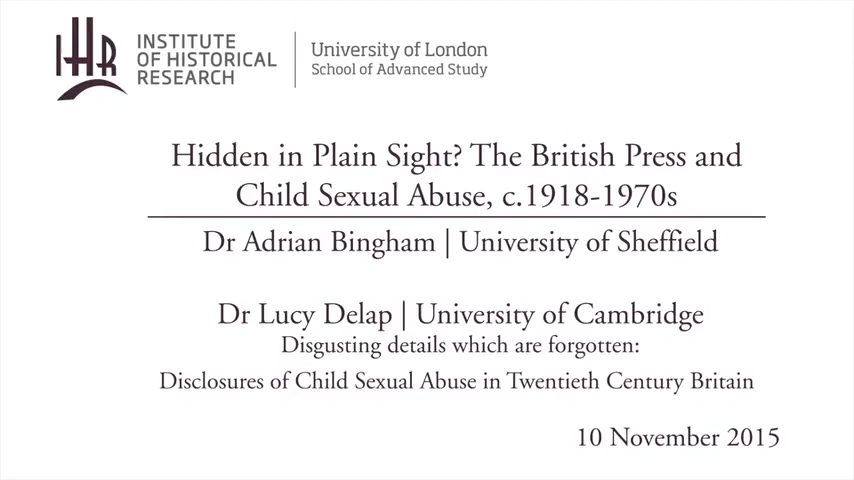 IHR
INSTITUTE
OF HISTORICAL
RESEARCH
University of London
School of Advanced Study
Hidden in Plain Sight? The British Press and
Child Sexual Abuse, c.1918-1970s
Dr Adrian Bingham | University of Sheffield
Dr Lucy Delap | University of Cambridge
Disgusting details which are forgotten:
Disclosures of Child Sexual Abuse in Twentieth Century Britain
10 November 2015